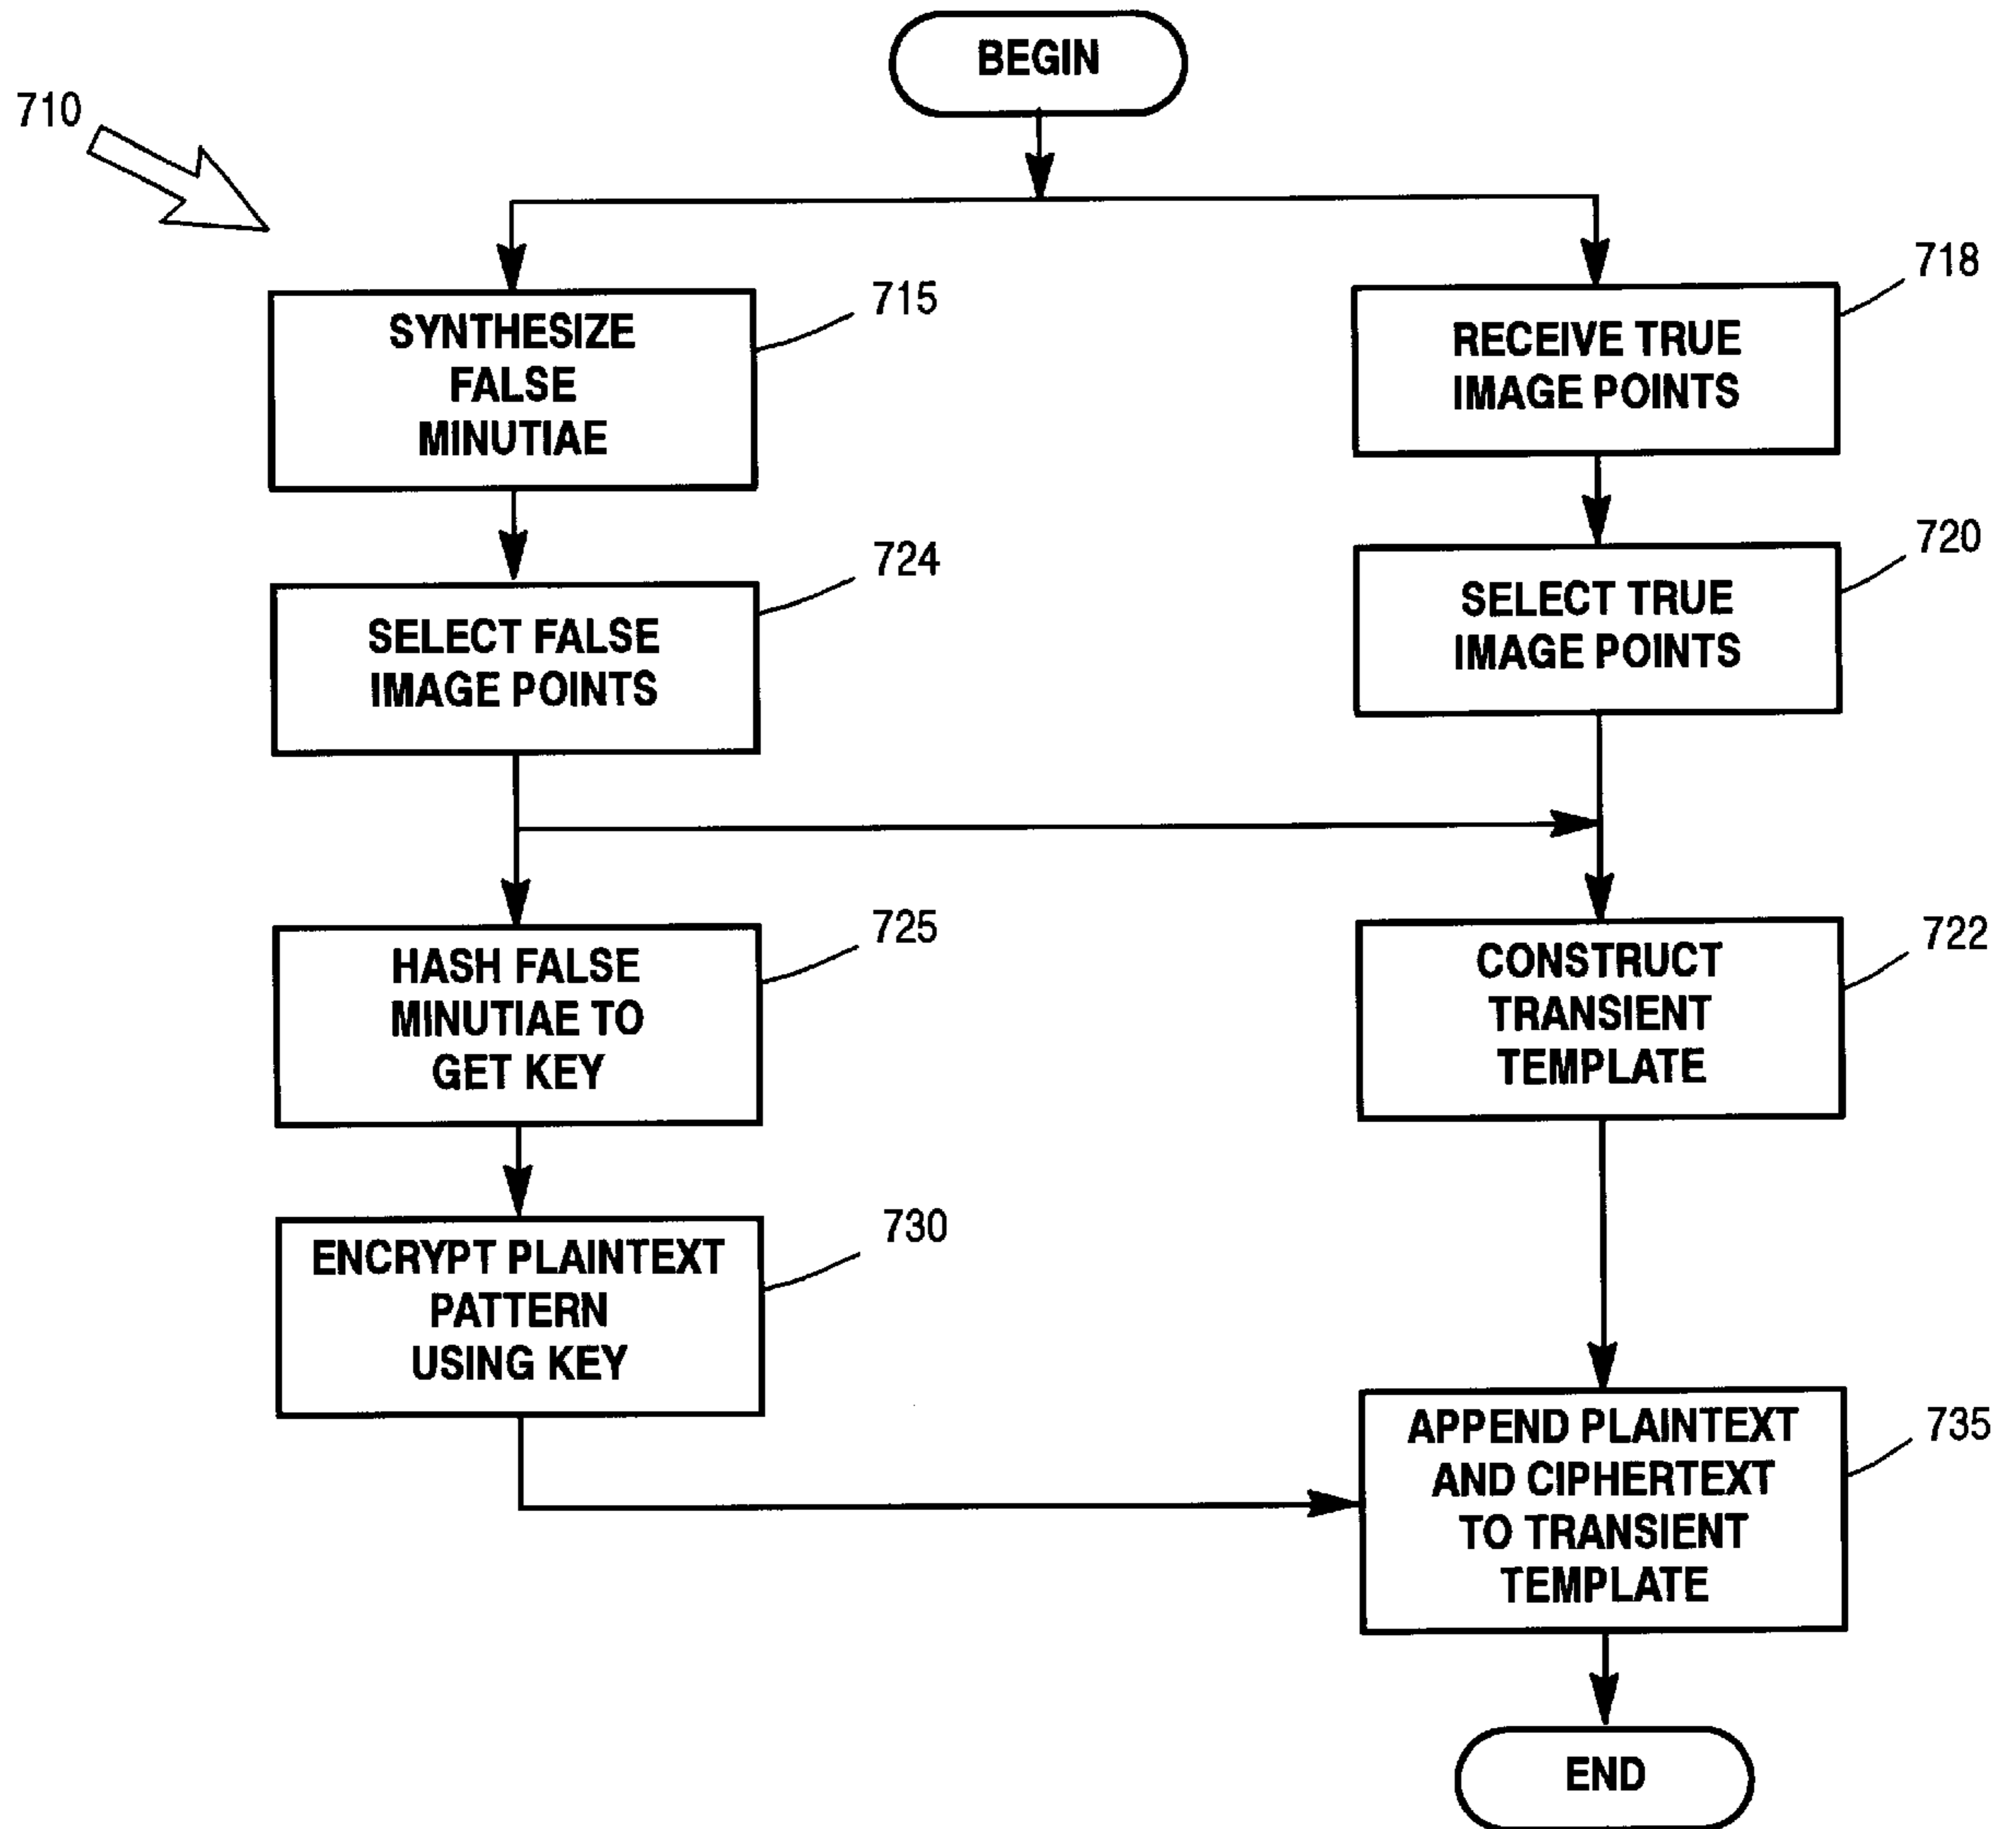 BEGIN
710
SYNTHESIZE
FALSE
MINUTIAE
715
RECEIVE TRUE
IMAGE POINTS
718
SELECT FALSE
IMAGE POINTS
724
SELECT TRUE
IMAGE POINTS
720
HASH FALSE
MINUTIAE TO
GET KEY
725
CONSTRUCT
TRANSIENT
TEMPLATE
722
ENCRYPT PLAINTEXT
PATTERN
USING KEY
730
APPEND PLAINTEXT
AND CIPHERTEXT
TO TRANSIENT
TEMPLATE
735
END